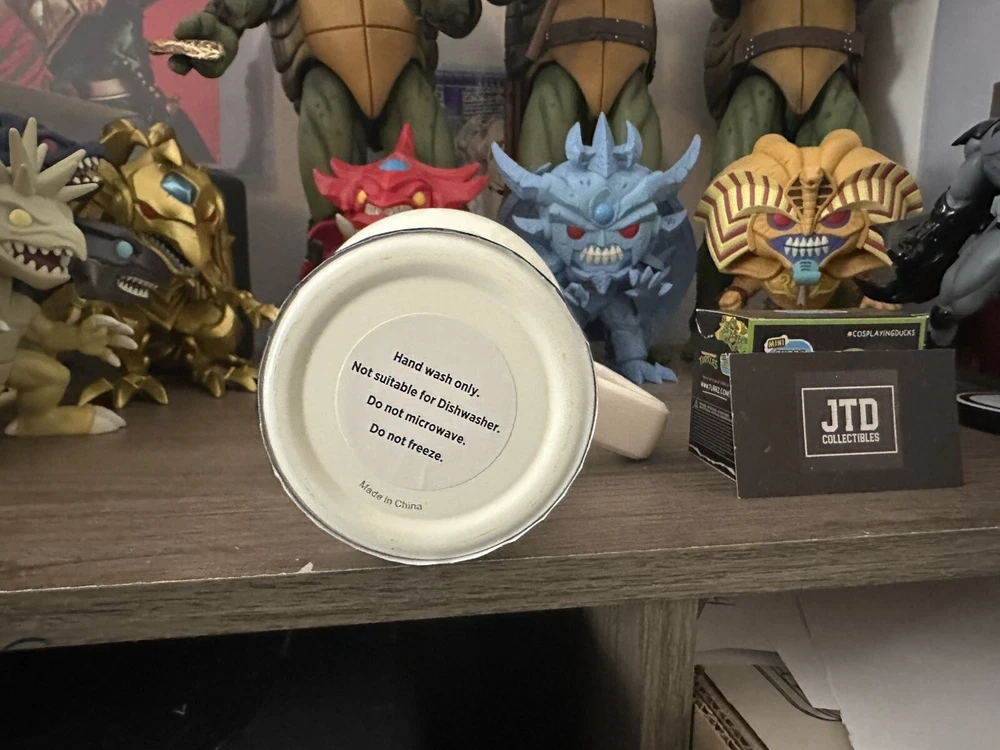 Hand wash only.
Not suitable for Dishwasher.
Do not microwave.
Do not freeze.
Made in China
MINI
#COSPLAYINGDUCKS
JTD
COLLECTIBLES